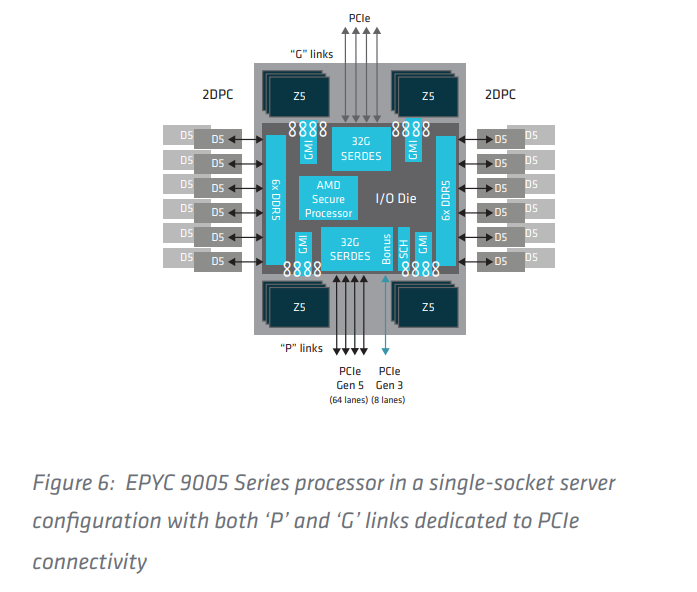 PCIe
"G" links
2DPC
Z5
Z5
2DPC
D5 D5
D5 D5
D5 D5
D5 D5
D5 D5
D5 D5
6x DDR5
GMI
32G
SERDES
GMI
AMD
Secure
Processor
I/O Die
6x DDR5
GMI
32G
SERDES
Bonus
SCH
GMI
D5 D5
D5 D5
D5 D5
D5 D5
D5 D5
D5 D5
Z5
Z5
"P" links
PCIe
Gen 5
(64 lanes)
PCIe
Gen 3
(8 lanes)
Figure 6: EPYC 9005 Series processor in a single-socket server
configuration with both ‘P’ and ‘G’ links dedicated to PCIe
connectivity